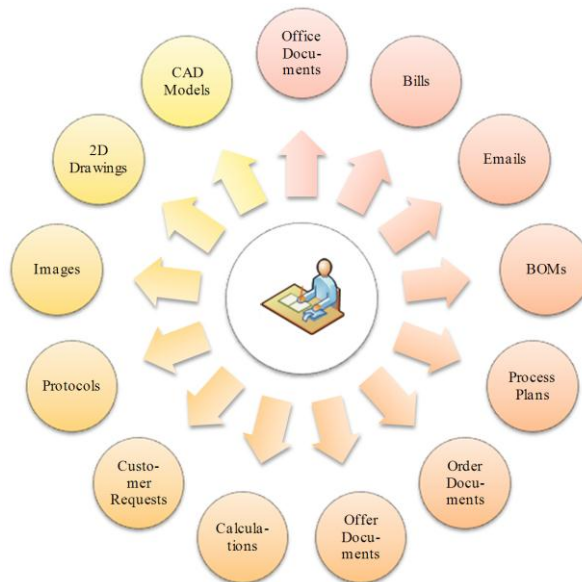 Office
Docu-
ments
Bills
Emails
BOMs
Process
Plans
Order
Docu-
ments
Offer
Docu-
ments
Calcula-
tions
Custo-
mer
Requests
Protocols
Images
2D
Drawings
CAD
Models